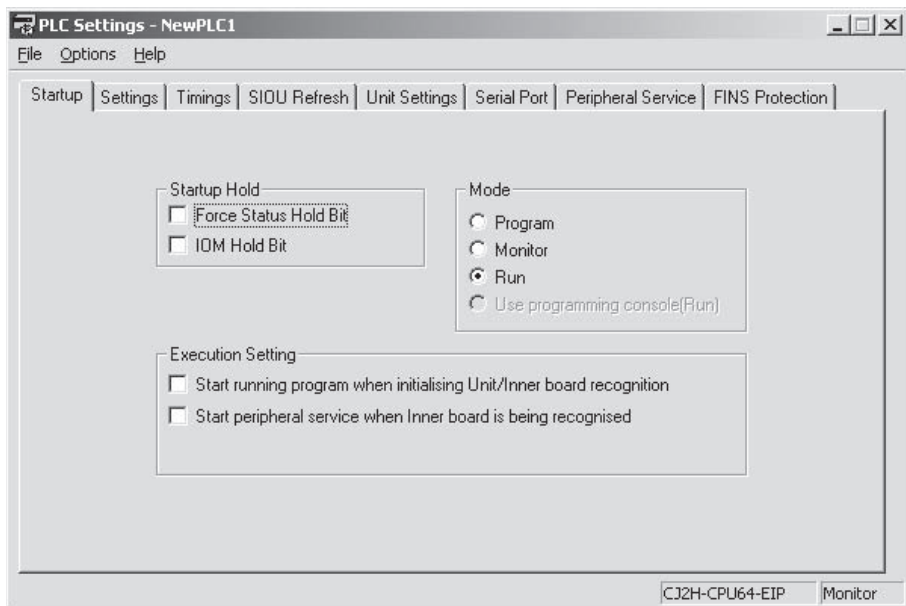 PLC Settings - NewPLC1
File Options Help
Startup Settings Timings SIOU Refresh Unit Settings Serial Port Peripheral Service FINS Protection
Startup Hold
Force Status Hold Bit
IOM Hold Bit
Mode
Program
Monitor
Run
Use programming console(Run)
Execution Setting
Start running program when initialising Unit/Inner board recognition
Start peripheral service when Inner board is being recognised
CJ2H-CPU64-EIP Monitor